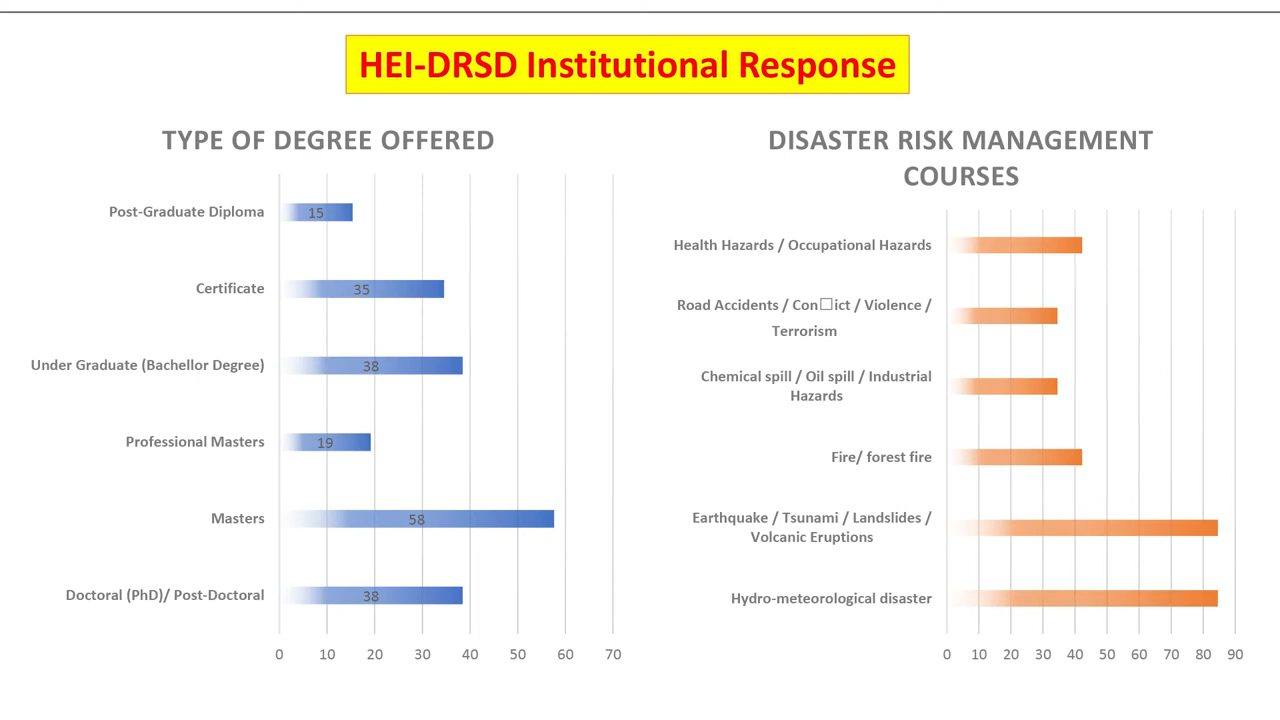 HEI-DRSD Institutional Response
TYPE OF DEGREE OFFERED
Post-Graduate Diploma
15
Certificate
35
Under Graduate (Bachellor Degree)
38
Professional Masters
19
Masters
58
Doctoral (PhD)/ Post-Doctoral
38
0 10 20 30 40 50 60 70
DISASTER RISK MANAGEMENT
COURSES
Health Hazards / Occupational Hazards
Road Accidents / Con□ict / Violence /
Terrorism
Chemical spill / Oil spill / Industrial
Hazards
Fire/ forest fire
Earthquake / Tsunami / Landslides /
Volcanic Eruptions
Hydro-meteorological disaster
0 10 20 30 40 50 60 70 80 90